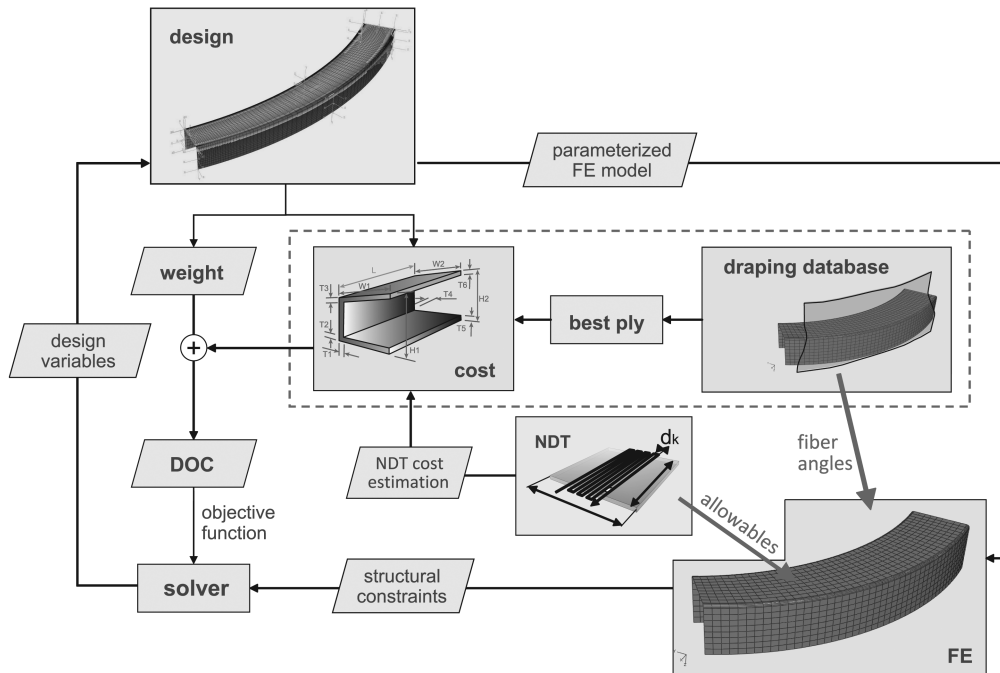 design
parameterized
FE model
weight
draping database
L
W2
W1
T3
T6
T4
H2
T2
T5
T1
H1
cost
best ply
design
variables
+
DOC
NDT cost
estimation
NDT
dk
fiber
angles
allowables
objective
function
solver
structural
constraints
FE